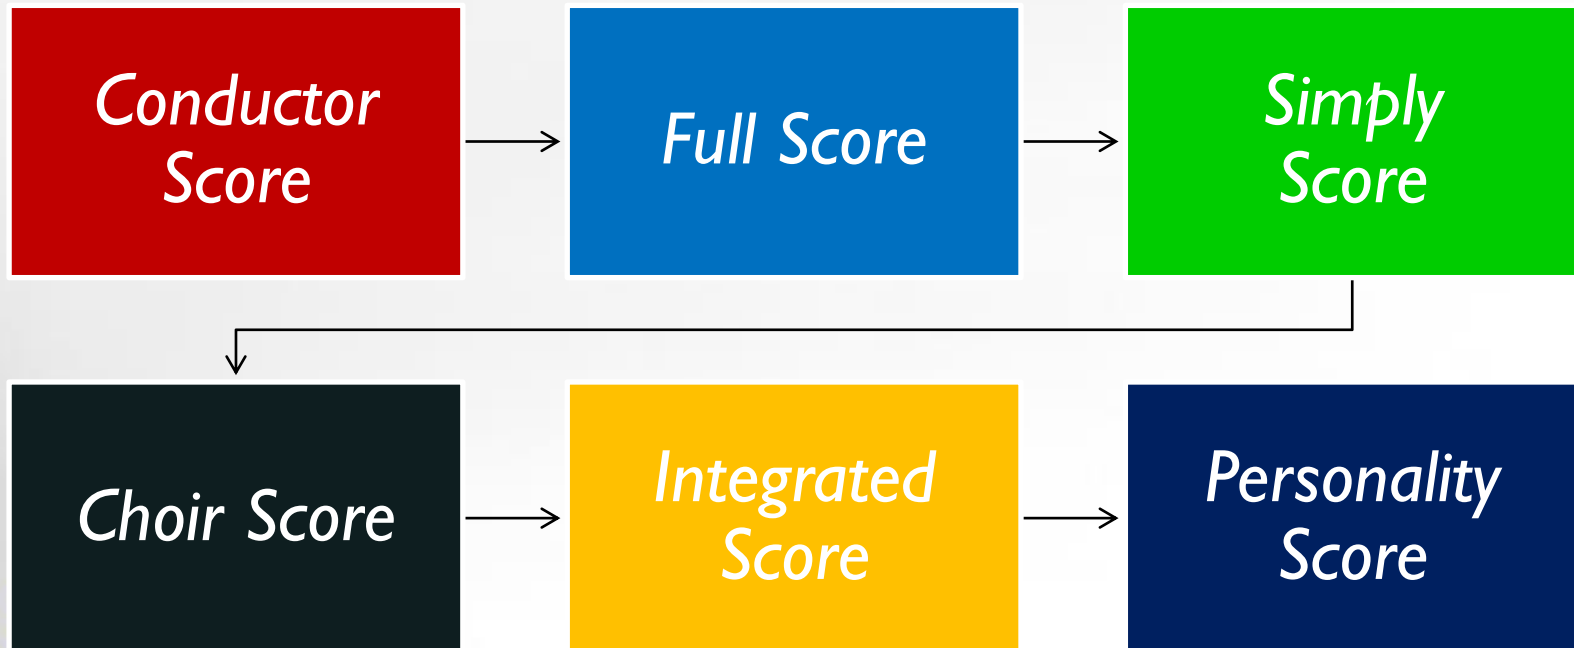 Conductor
Score
Full Score
Simply
Score
Choir Score
Integrated
Score
Personality
Score